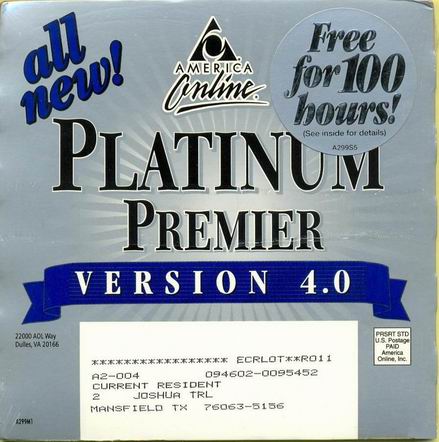 all
new!
AMERICA
Online
Free
for 100
hours!
(See inside for details)
A299S5
PLATINUM
PREMIER
VERSION 4.0
22000 AOL Way
Dulles, VA 20166
PRSRT STD
U.S. Postage
PAID
America
Online, Inc.
***************** ECRLOT**R011
A2-004 094602-0095452
CURRENT RESIDENT
2 JOSHUA TRL
MANSFIELD TX 76063-5156
A299M1